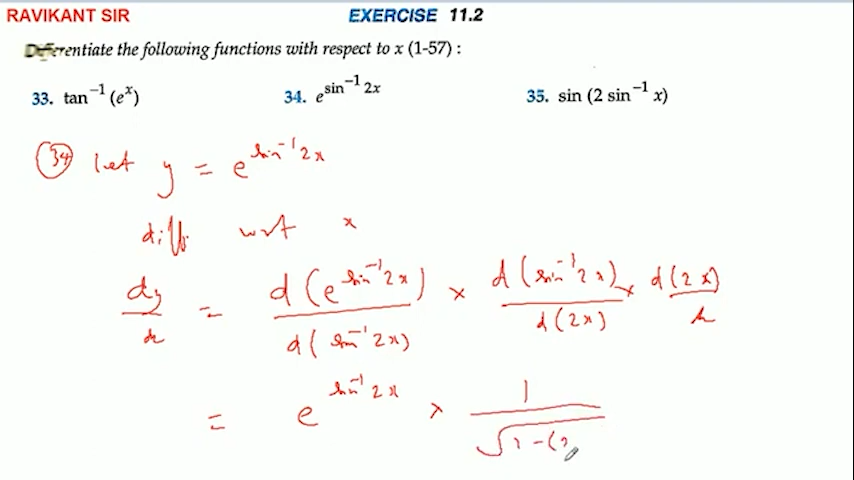 RAVIKANT SIR EXERCISE 11.2
Differentiate the following functions with respect to x (1-57) :
33. tan⁻¹ (eˣ) 34. e^(sin⁻¹ 2x) 35. sin (2 sin⁻¹ x)
34 let y = e^(sin⁻¹ 2x)
diff wrt x
dy/dx = d(e^(sin⁻¹ 2x))/d(sin⁻¹ 2x) × d(sin⁻¹ 2x)/d(2x) × d(2x)/dx
= e^(sin⁻¹ 2x) × 1/√(1-(2